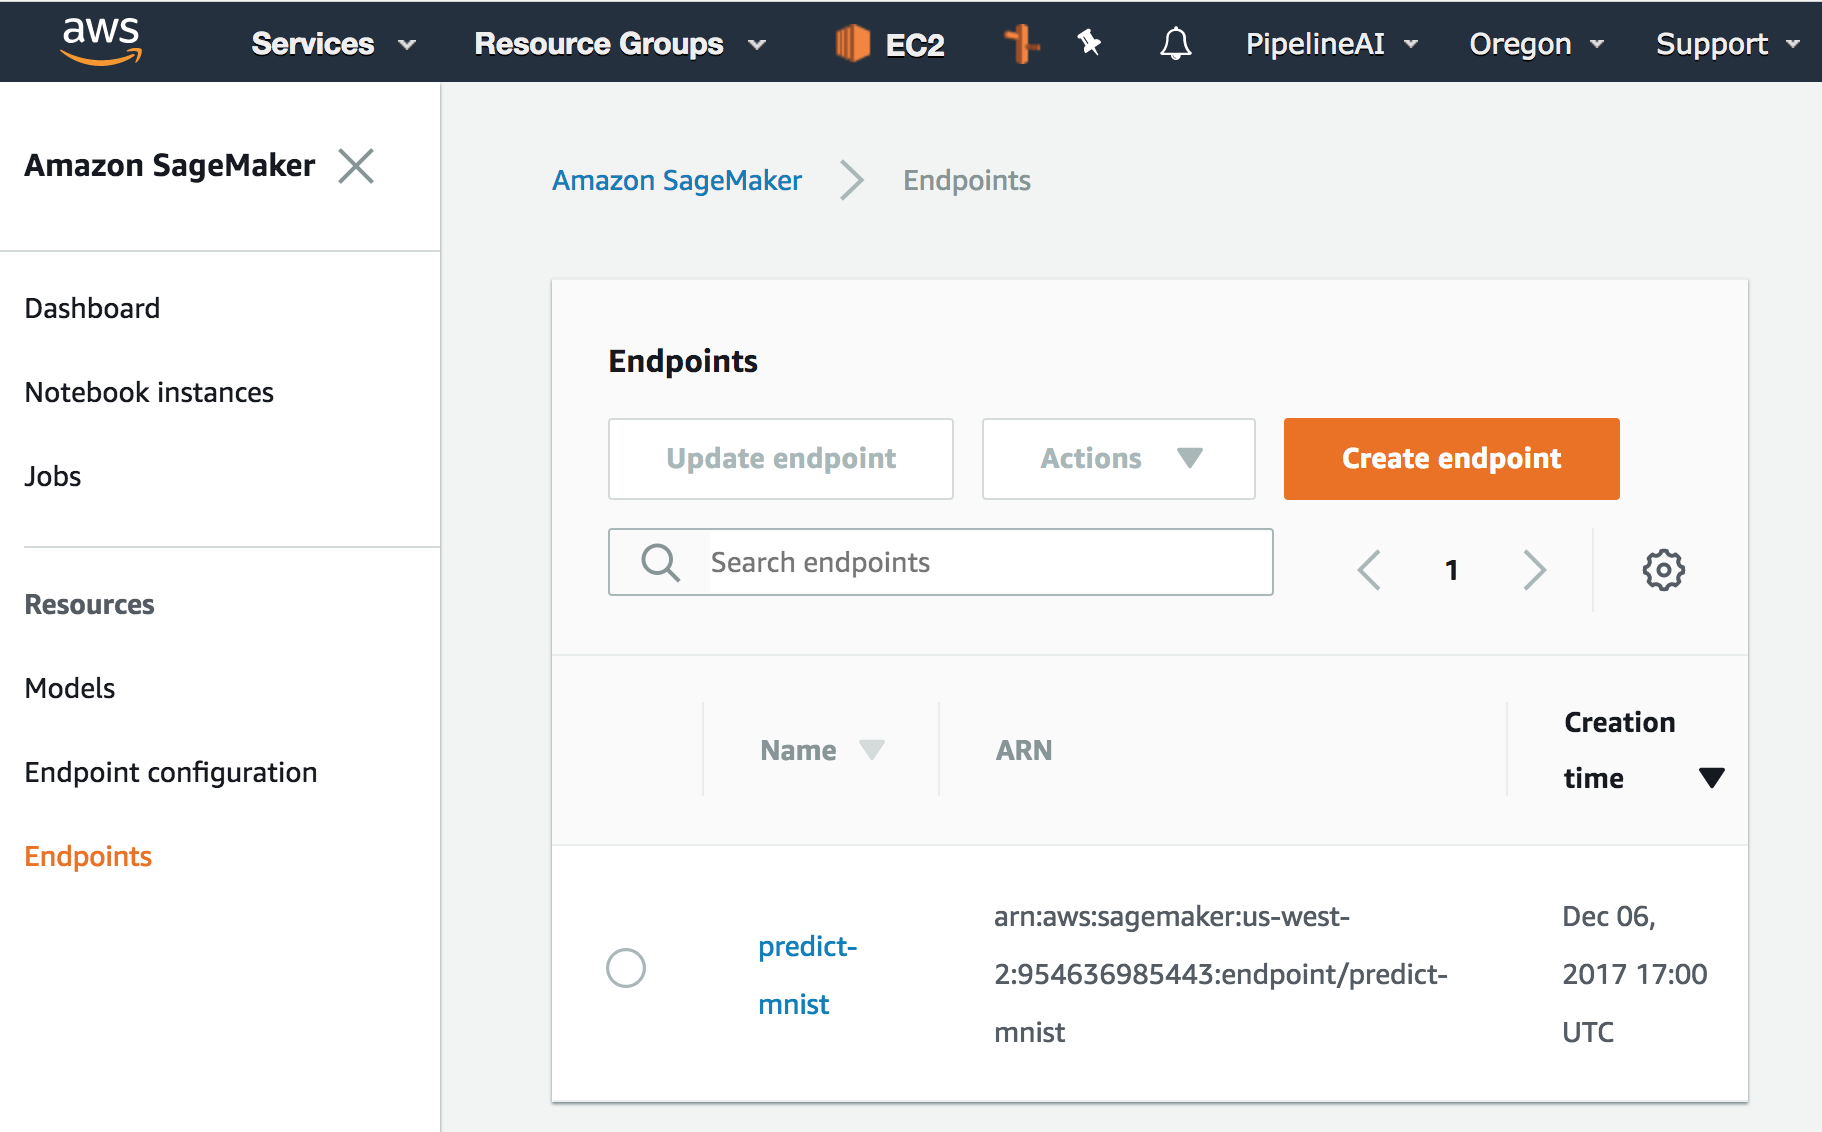 aws Services Resource Groups EC2 PipelineAI Oregon Support
Amazon SageMaker
Dashboard
Notebook instances
Jobs
Resources
Models
Endpoint configuration
Endpoints
Amazon SageMaker Endpoints
Endpoints
Update endpoint Actions Create endpoint
Search endpoints 1
Name ARN Creation
time
predict-
mnist
arn:aws:sagemaker:us-west-
2:954636985443:endpoint/predict-
mnist
Dec 06,
2017 17:00
UTC